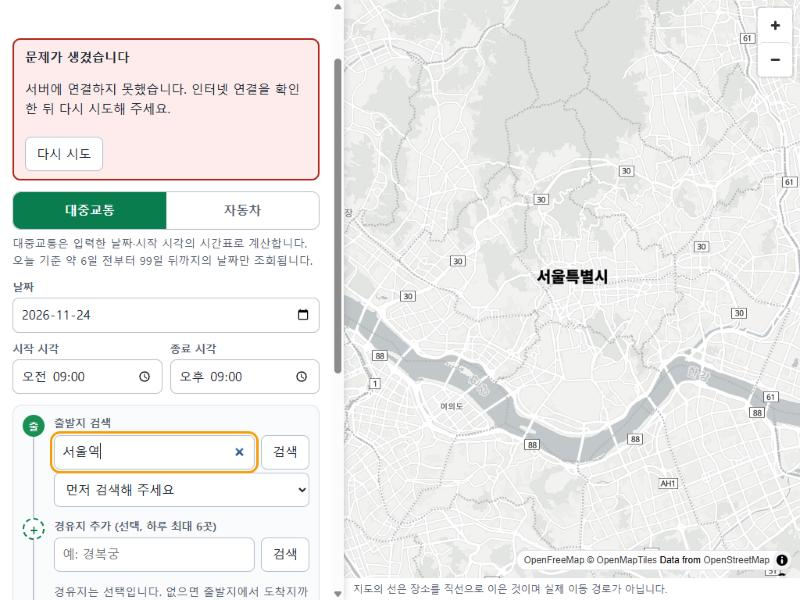 문제가 생겼습니다
서버에 연결하지 못했습니다. 인터넷 연결을 확인
한 뒤 다시 시도해 주세요.
다시 시도
대중교통
자동차
대중교통은 입력한 날짜·시작 시각의 시간표로 계산합니다.
오늘 기준 약 6일 전부터 99일 뒤까지의 날짜만 조회됩니다.
날짜
2026-11-24
시작 시각
종료 시각
오전 09:00
오후 09:00
출
출발지 검색
서울역
검색
먼저 검색해 주세요
경유지 추가 (선택, 하루 최대 6곳)
예: 경복궁
검색
경유지는 선택입니다. 없으면 출발지에서 도착지까
+
−
61
30
61
30
장
30
30
서울특별시
30
30
88
한강
1
61
여의도
88
88
88
AH1
OpenFreeMap © OpenMapTiles Data from OpenStreetMap
지도의 선은 장소를 직선으로 이은 것이며 실제 이동 경로가 아닙니다.